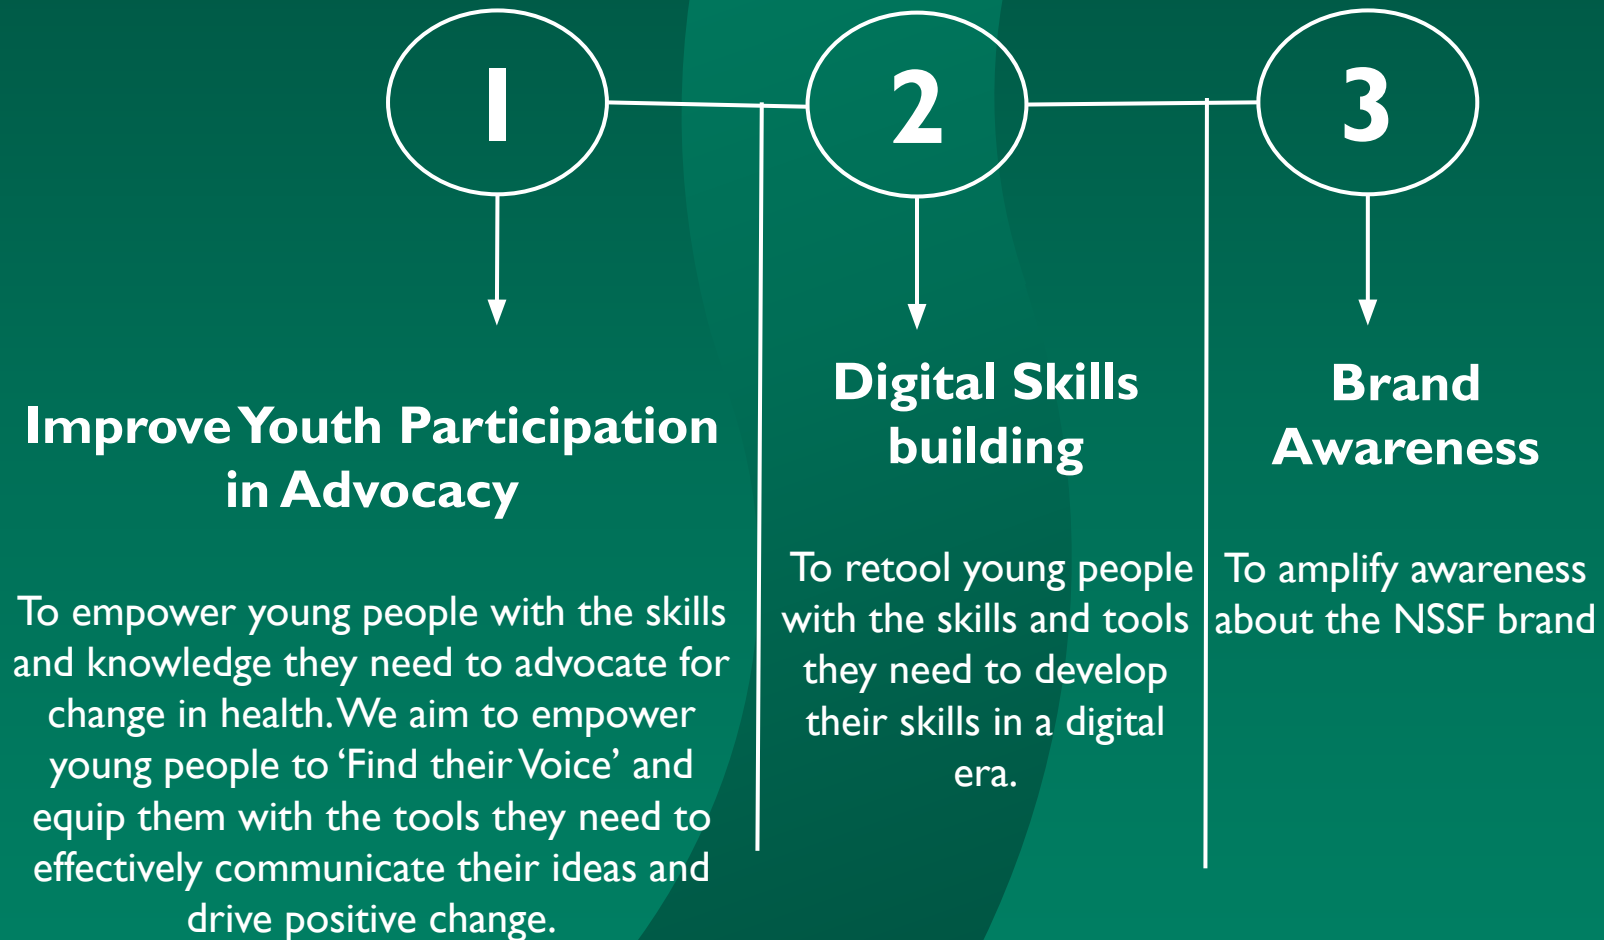 1
Improve Youth Participation
in Advocacy
To empower young people with the skills
and knowledge they need to advocate for
change in health. We aim to empower
young people to ‘Find their Voice’ and
equip them with the tools they need to
effectively communicate their ideas and
drive positive change.
2
Digital Skills
building
To retool young people
with the skills and tools
they need to develop
their skills in a digital
era.
3
Brand
Awareness
To amplify awareness
about the NSSF brand